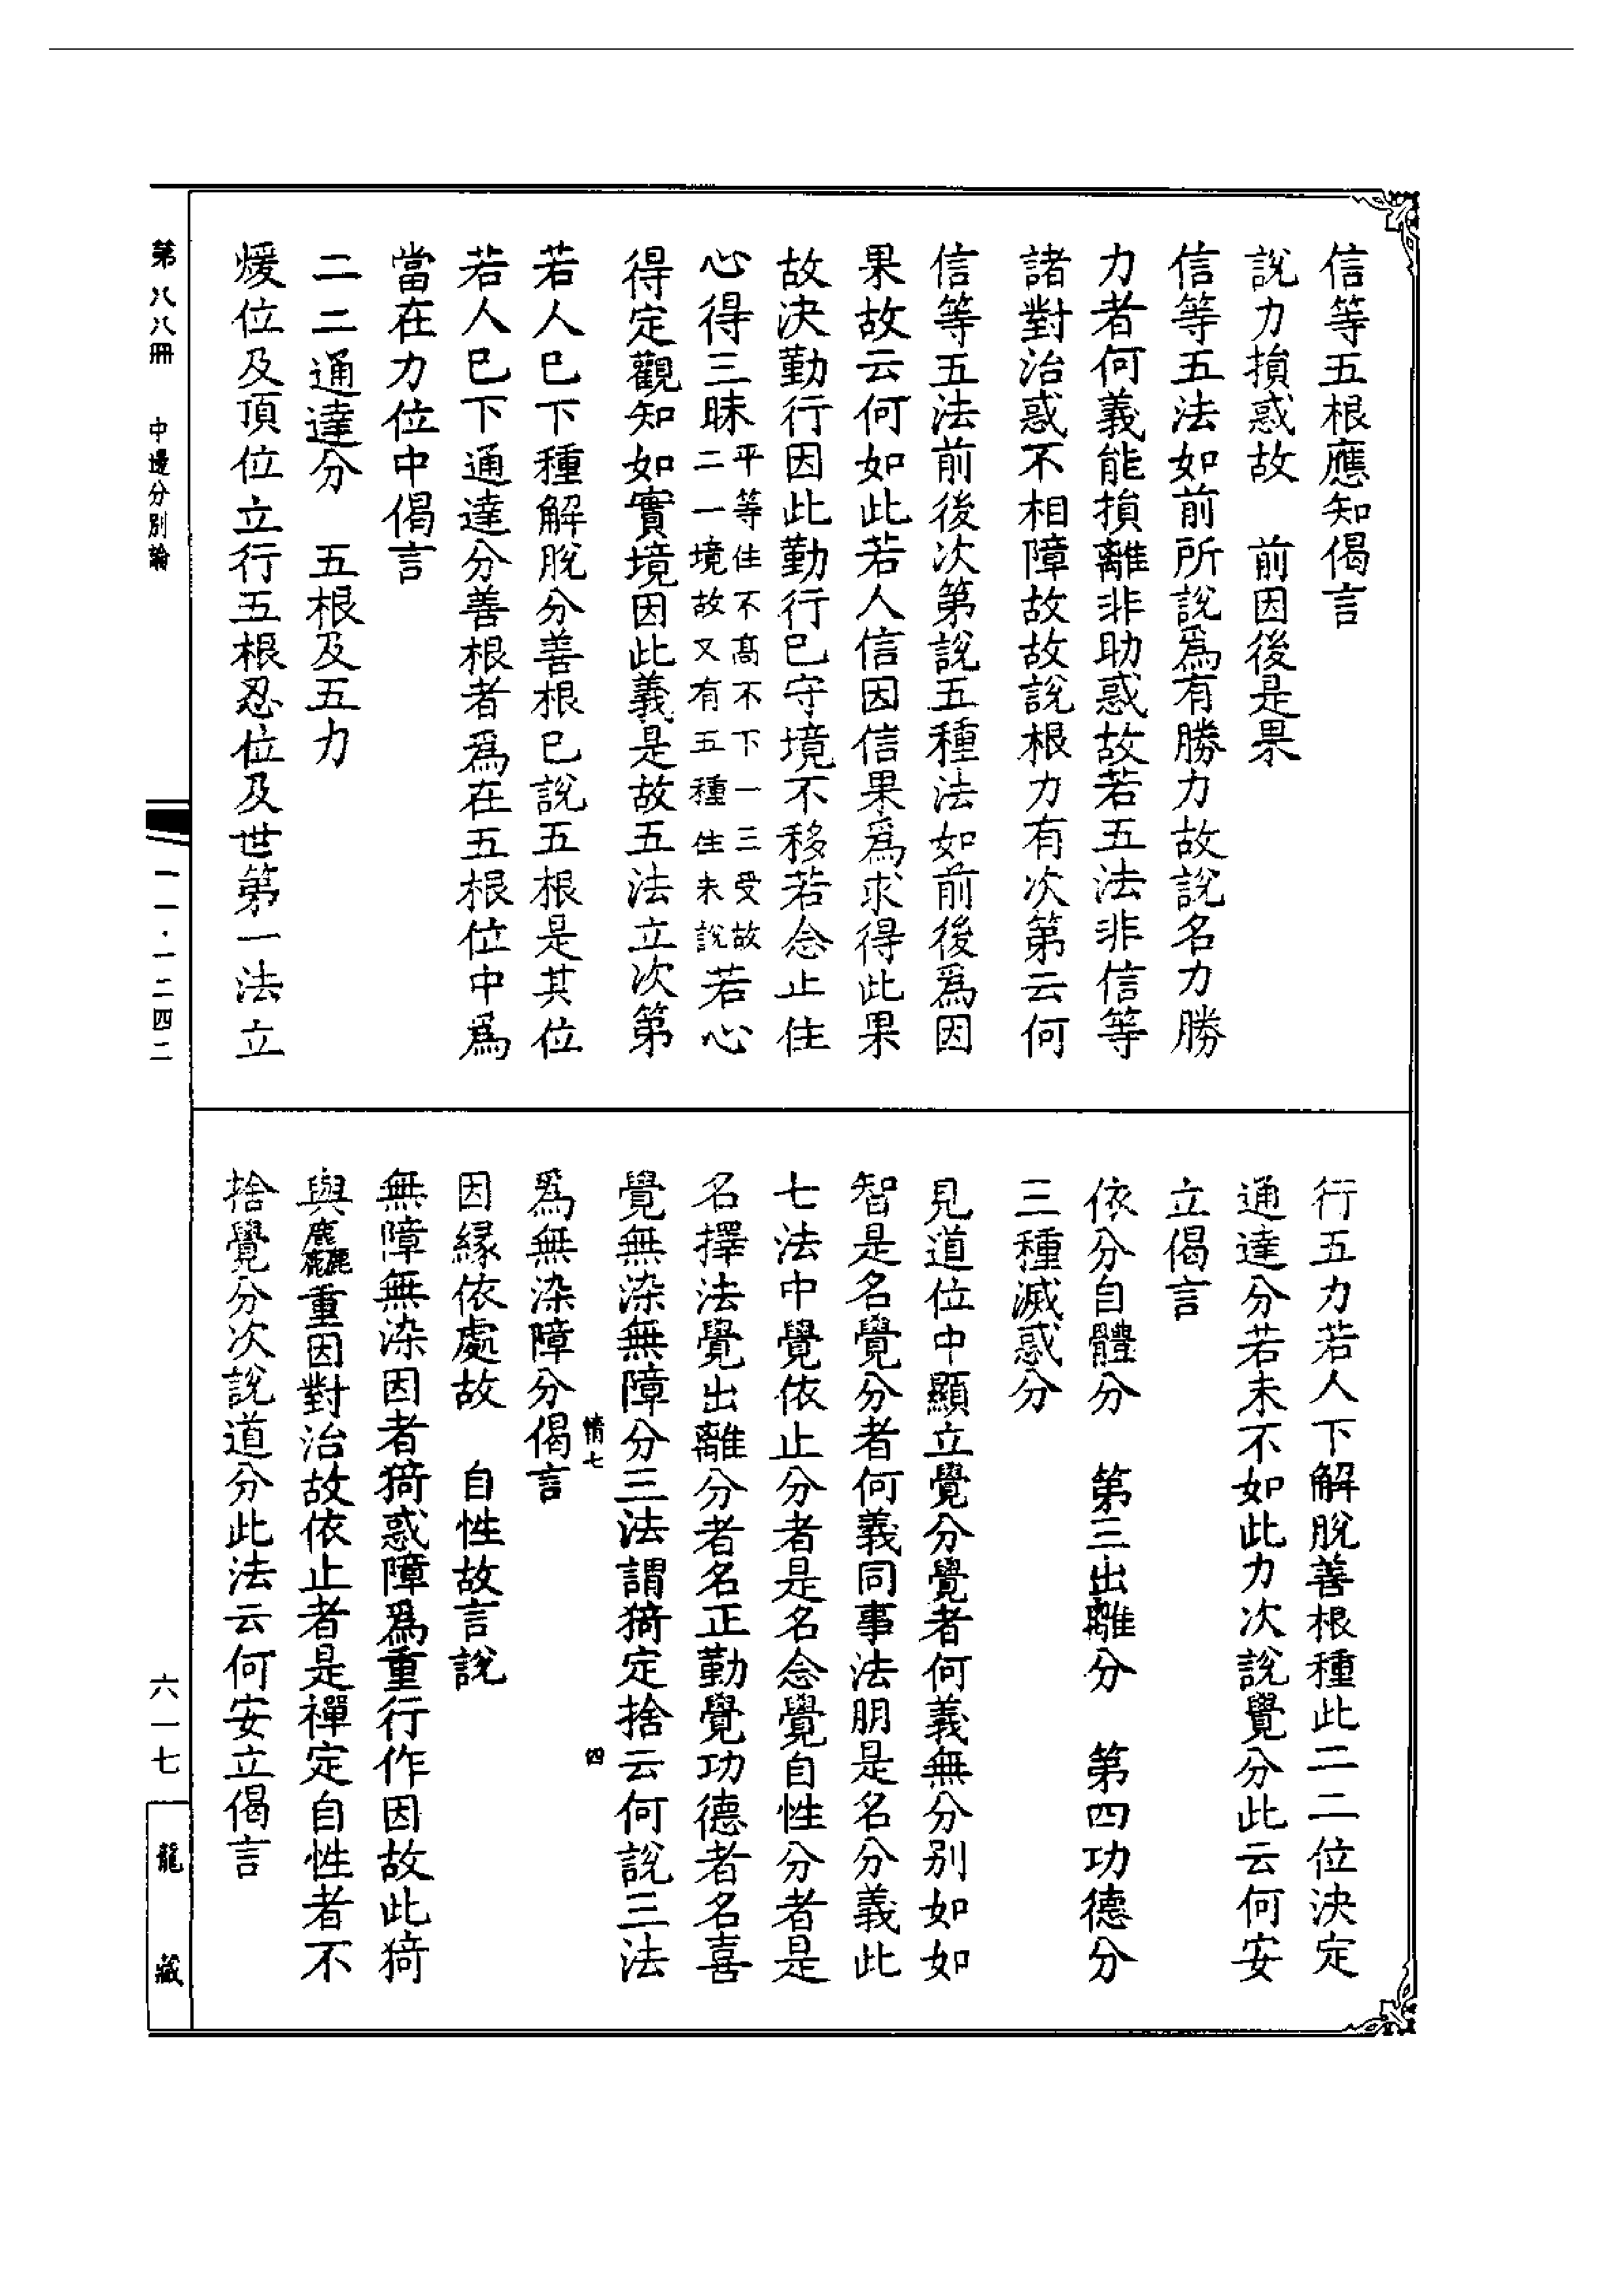 信等五根應知偈言
說力損惑故　前因後是果
信等五法如前所說爲有勝力故說名力勝
力者何義能損離非助惑故若五法非信等
諸對治惑不相障故故說根力有次第云何
信等五法前後次第說五種法如前後爲因
果故云何如此若人信因信果爲求得此果
故決勤行因此勤行已守境不移若念止住
心得三昧平等住不高不下一三受故二一境故又有五種住未說若心
得定觀知如實境因此義是故五法立次第
若人已下種解脫分善根已說五根是其位
若人已下通達分善根者爲在五根位中爲
當在力位中偈言
二二通達分　五根及五力
煖位及頂位立行五根忍位及世第一法立
行五力若人下解脫善根種此二二位決定
通達分若未不如此力次說覺分此云何安
立偈言
依分自體分　第三出離分　第四功德分
三種滅惑分
見道位中顯立覺分覺者何義無分別如如
智是名覺分者何義同事法朋是名分義此
七法中覺依止分者是名念覺自性分者是
名擇法覺出離分者名正勤覺功德者名喜
覺無染無障分三法謂猗定捨云何說三法
情七　四
爲無染障分偈言
因緣依處故　自性故言說
無障無染因者猗惑障爲重行作因故此猗
與麤重因對治故依止者是禪定自性者不
捨覺分次說道分此法云何安立偈言
第八八冊　中邊分別論
一一·一二四二
六一七
龍藏